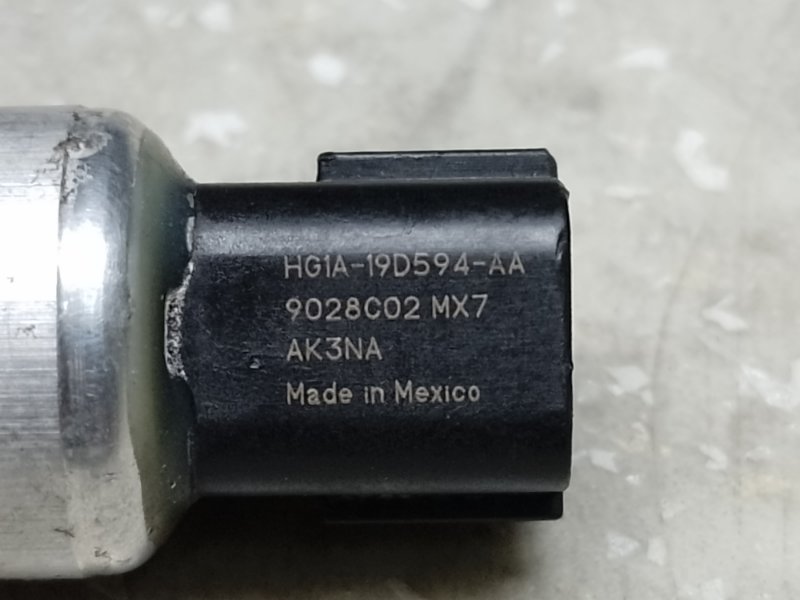 HG1A-19D594-AA
9028C02 MX7
AK3NA
Made in Mexico